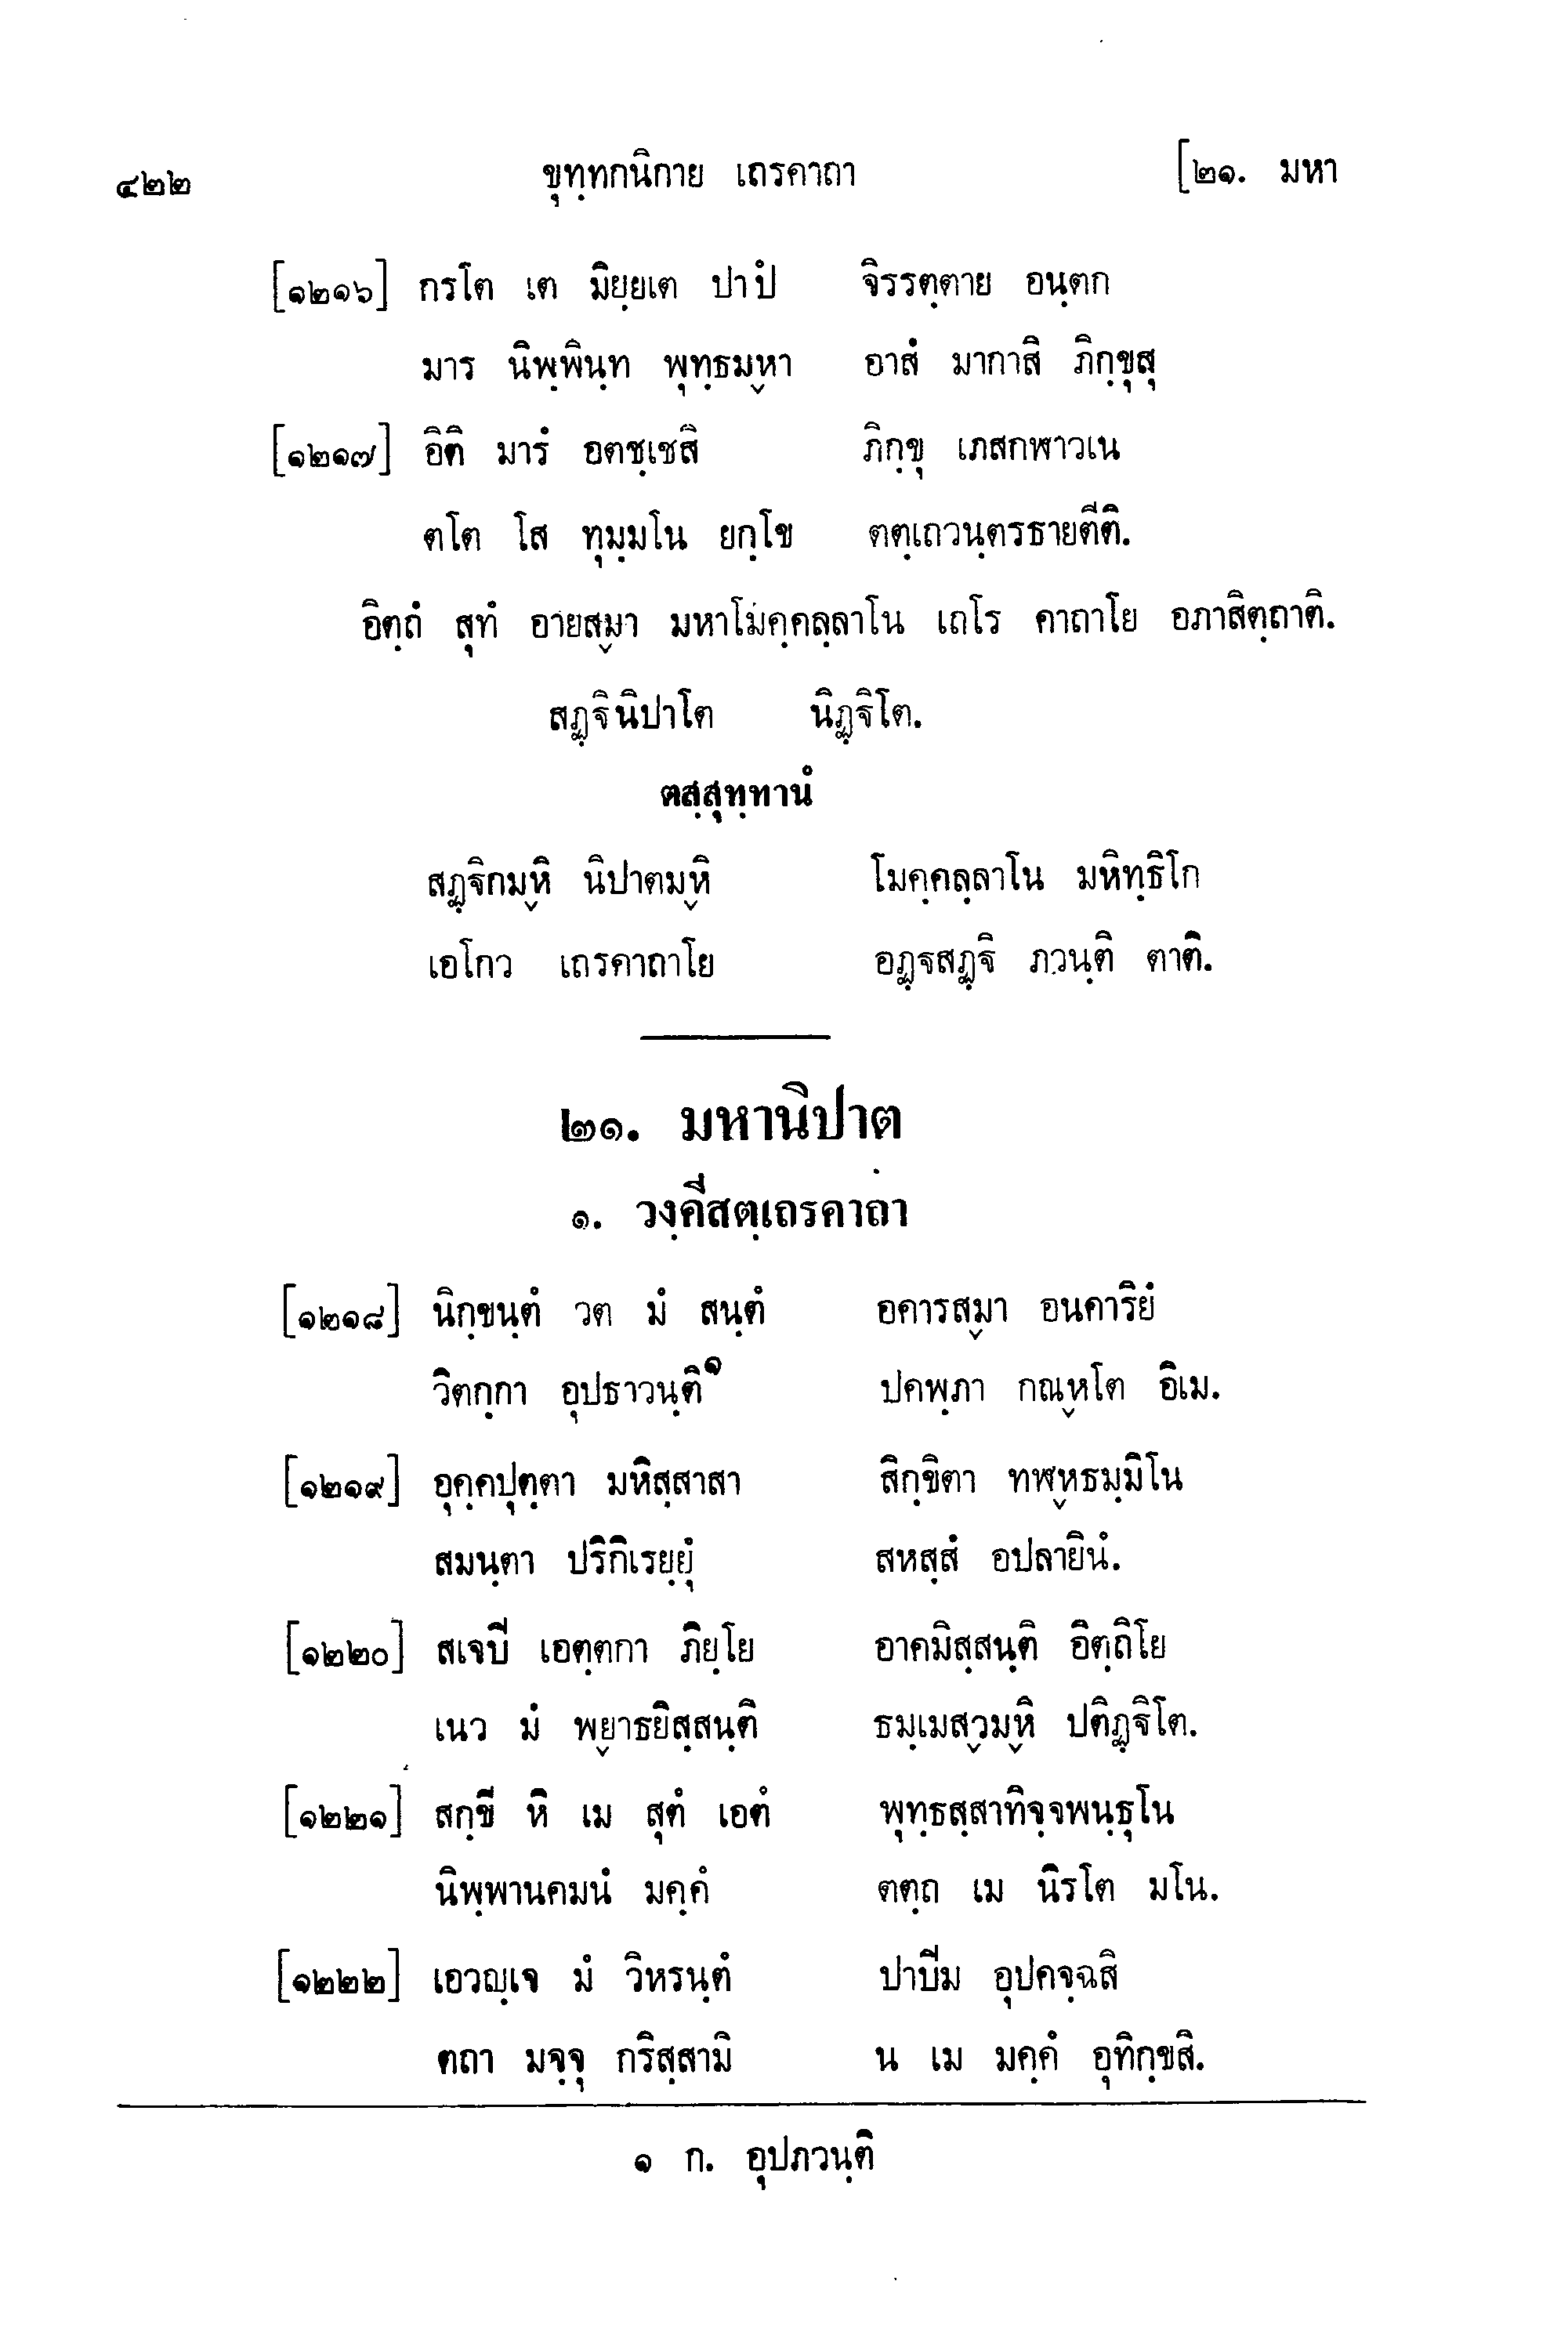 ๔๒๒ ขุทฺทกนิกาย เถรคาถา [๒๑. มหา
[๑๒๑๖] กรโต เต มิยฺยเต ปาปํ จิรรตฺตาย อนฺตก
มาร นิพฺพินฺท พุทฺธมฺหา อาสํ มากาสิ ภิกฺขุสุ
[๑๒๑๗] อิติ มารํ อตชฺเชสิ ภิกฺขุ เภสกฬาวเน
ตโต โส ทุมฺมโน ยกฺโข ตตฺเถวนฺตรธายตีติ.
อิตฺถํ สุทํ อายสฺมา มหาโมคฺคลฺลาโน เถโร คาถาโย อภาสิตฺถาติ.
สฏฺฐินิปาโต นิฏฺฐิโต.
ตสฺสุทฺทานํ
สฏฺฐิกมฺหิ นิปาตมฺหิ โมคฺคลฺลาโน มหิทฺธิโก
เอโกว เถรคาถาโย อฏฺฐสฏฺฐิ ภวนฺติ ตาติ.
๒๑. มหานิปาต
๑. วงฺคีสตฺเถรคาถา
[๑๒๑๘] นิกฺขนฺตํ วต มํ สนฺตํ อคารสฺมา อนคาริยํ
วิตกฺกา อุปธาวนฺติ๑ ปคพฺภา กณฺหโต อิเม.
[๑๒๑๙] อุคฺคปุตฺตา มหิสฺสาสา สิกฺขิตา ทฬฺหธมฺมิโน
สมนฺตา ปริกิเรยฺยุํ สหสฺสํ อปลายินํ.
[๑๒๒๐] สเจปี เอตฺตกา ภิยฺโย อาคมิสฺสนฺติ อิตฺถิโย
เนว มํ พฺยาธยิสฺสนฺติ ธมฺเมสฺวมฺหิ ปติฏฺฐิโต.
[๑๒๒๑] สกฺขี หิ เม สุตํ เอตํ พุทฺธสฺสาทิจฺจพนฺธุโน
นิพฺพานคมนํ มคฺคํ ตตฺถ เม นิรโต มโน.
[๑๒๒๒] เอวญฺเจ มํ วิหรนฺตํ ปาปีม อุปคจฺฉสิ
ตถา มจฺจุ กริสฺสามิ น เม มคฺคํ อุทิกฺขสิ.
๑ ก. อุปภวนฺติ